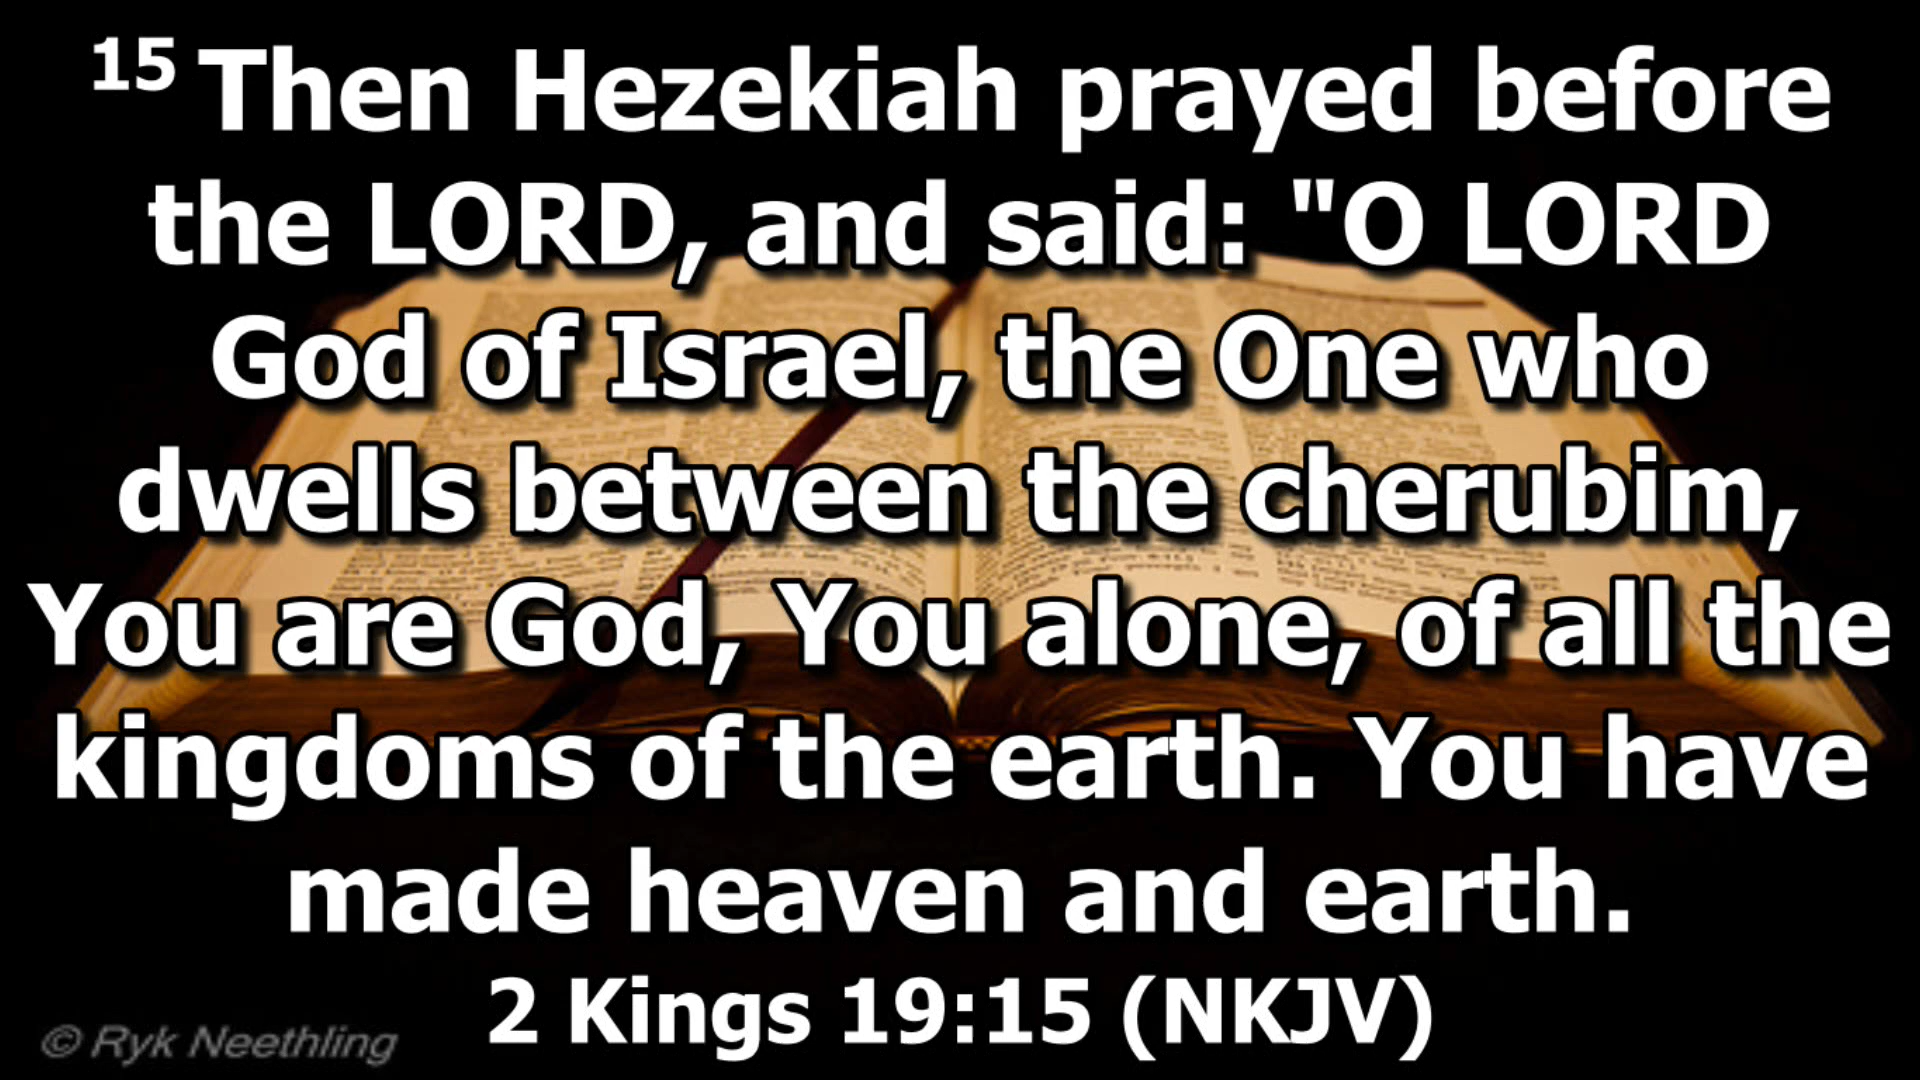 15 Then Hezekiah prayed before
the LORD, and said: "O LORD
God of Israel, the One who
dwells between the cherubim,
You are God, You alone, of all the
kingdoms of the earth. You have
made heaven and earth.
2 Kings 19:15 (NKJV)
© Ryk Neethling